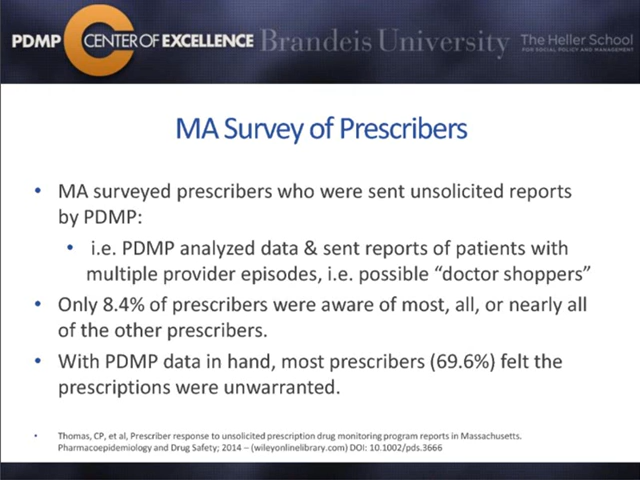 PDMP CENTER OF EXCELLENCE Brandeis University The Heller School
FOR SOCIAL POLICY AND MANAGEMENT
MA Survey of Prescribers
• MA surveyed prescribers who were sent unsolicited reports
by PDMP:
• i.e. PDMP analyzed data & sent reports of patients with
multiple provider episodes, i.e. possible “doctor shoppers”
• Only 8.4% of prescribers were aware of most, all, or nearly all
of the other prescribers.
• With PDMP data in hand, most prescribers (69.6%) felt the
prescriptions were unwarranted.
• Thomas, CP, et al, Prescriber response to unsolicited prescription drug monitoring program reports in Massachusetts.
Pharmacoepidemiology and Drug Safety; 2014 – (wileyonlinelibrary.com) DOI: 10.1002/pds.3666